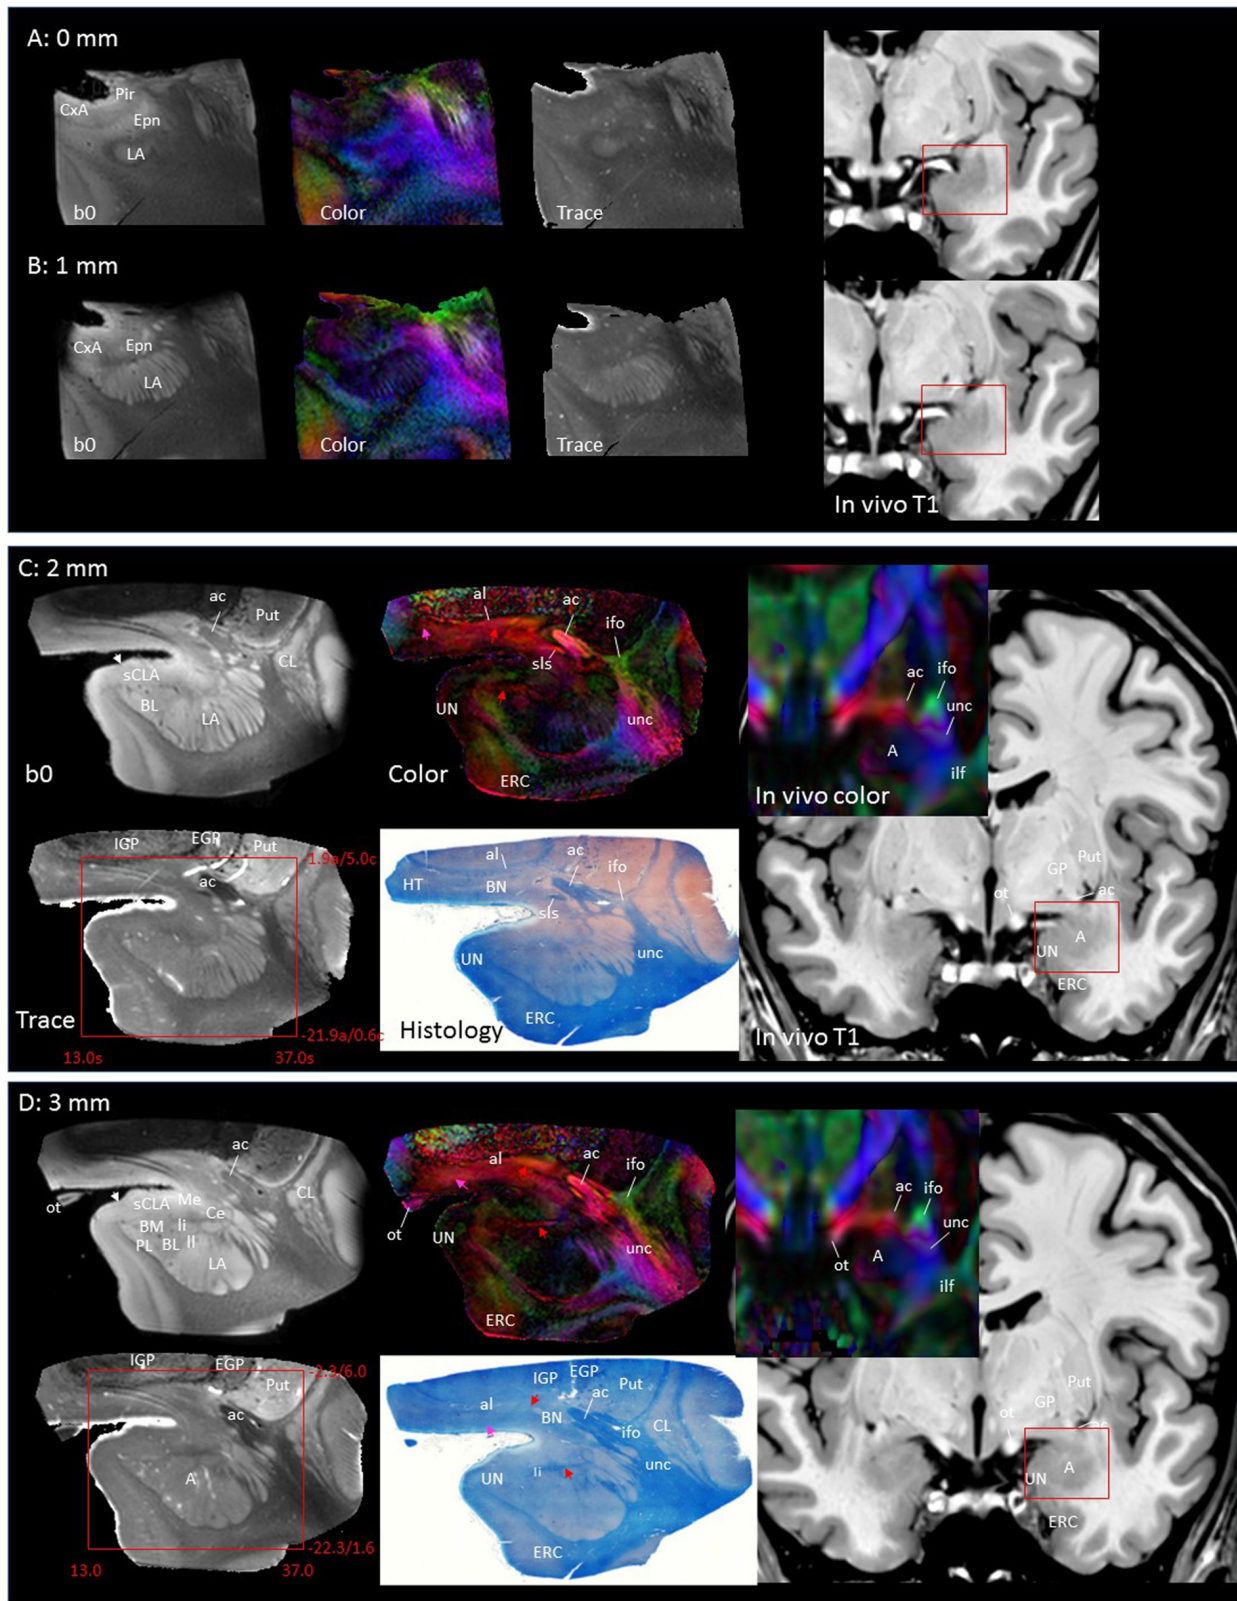 A: 0 mm
Pir
CxA
Epn
LA
b0
Color
Trace
B: 1 mm
CxA
Epn
LA
b0
Color
Trace
In vivo T1
C: 2 mm
ac
Put
sCLA
CL
BL
LA
b0
al
ac
ifo
sls
UN
unc
ERC
Color
ac
ifo
unc
A
ilf
In vivo color
IGP
EGP
Put
-1.9a/5.0c
ac
Trace
-21.9a/0.6c
13.0s
37.0s
al
ac
HT
BN
ifo
sls
UN
unc
ERC
Histology
Put
GP
ot
ac
A
UN
ERC
In vivo T1
D: 3 mm
ac
ot
sCLA
Me
CL
Ce
BM
li
PL
BL
ll
LA
al
ac
ifo
ot
UN
unc
ERC
ac
ifo
unc
ot
A
ilf
IGP
EGP
-2.3/6.0
Put
ac
A
-22.3/1.6
13.0
37.0
IGP
EGP
Put
al
ac
BN
CL
ifo
UN
li
unc
ERC
Put
GP
ot
ac
UN
A
ERC